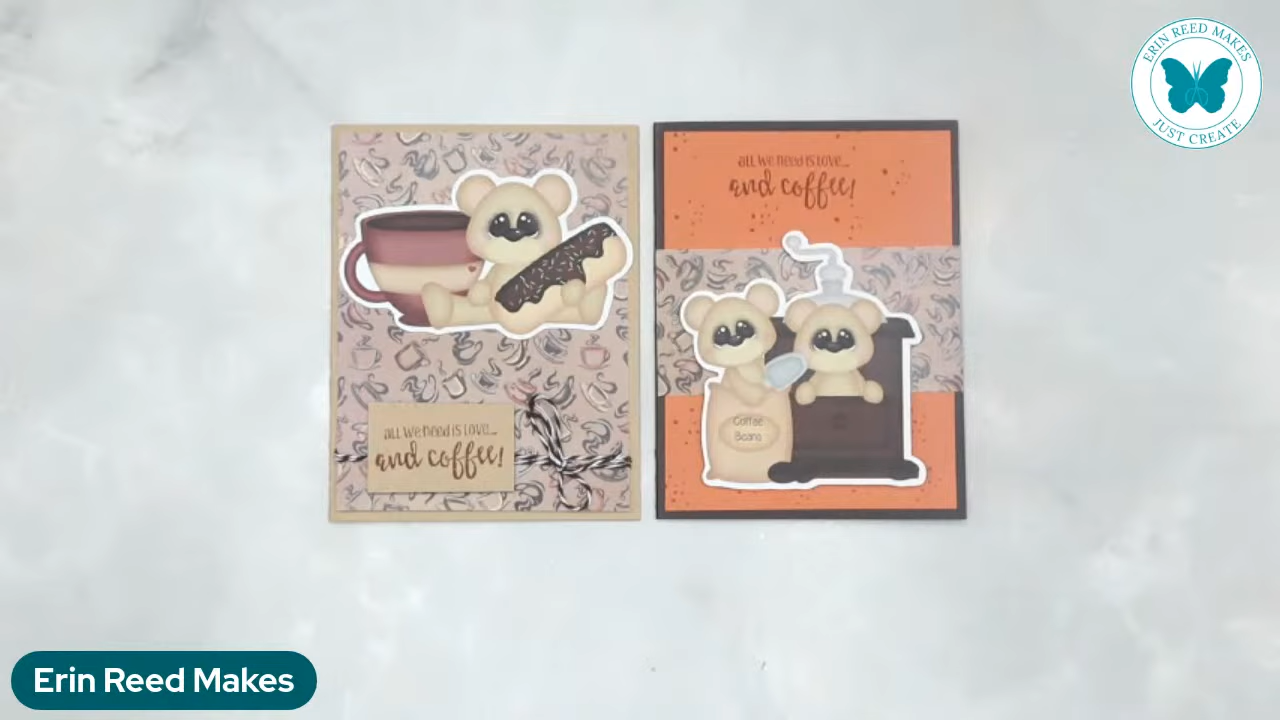 ERIN REED MAKES
JUST CREATE
all we need is love...
and coffee!
all we need is love...
and coffee!
Coffee
Beans
Erin Reed Makes